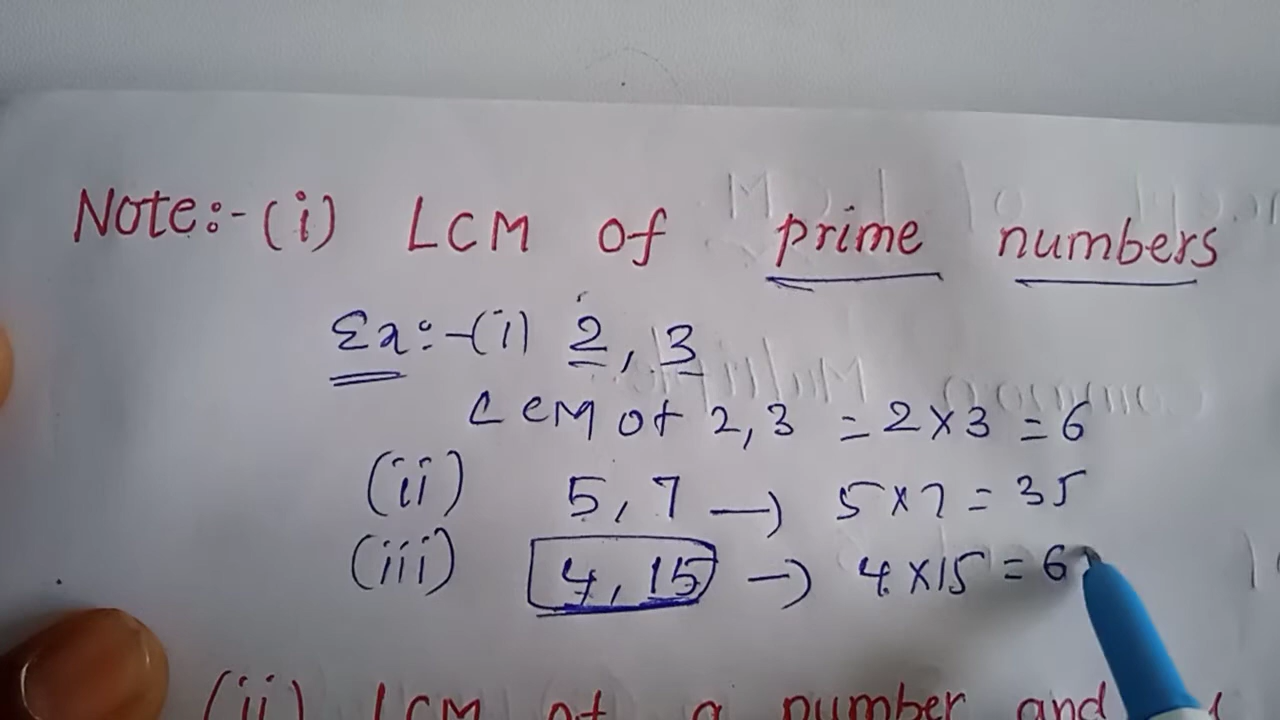 Note:- (i) LCM of prime numbers
Ex:-(i) 2, 3
LCM of 2,3 = 2×3 = 6
(ii) 5, 7 → 5×7 = 35
(iii) 4, 15 → 4×15 = 6
(ii) LCM of a number and